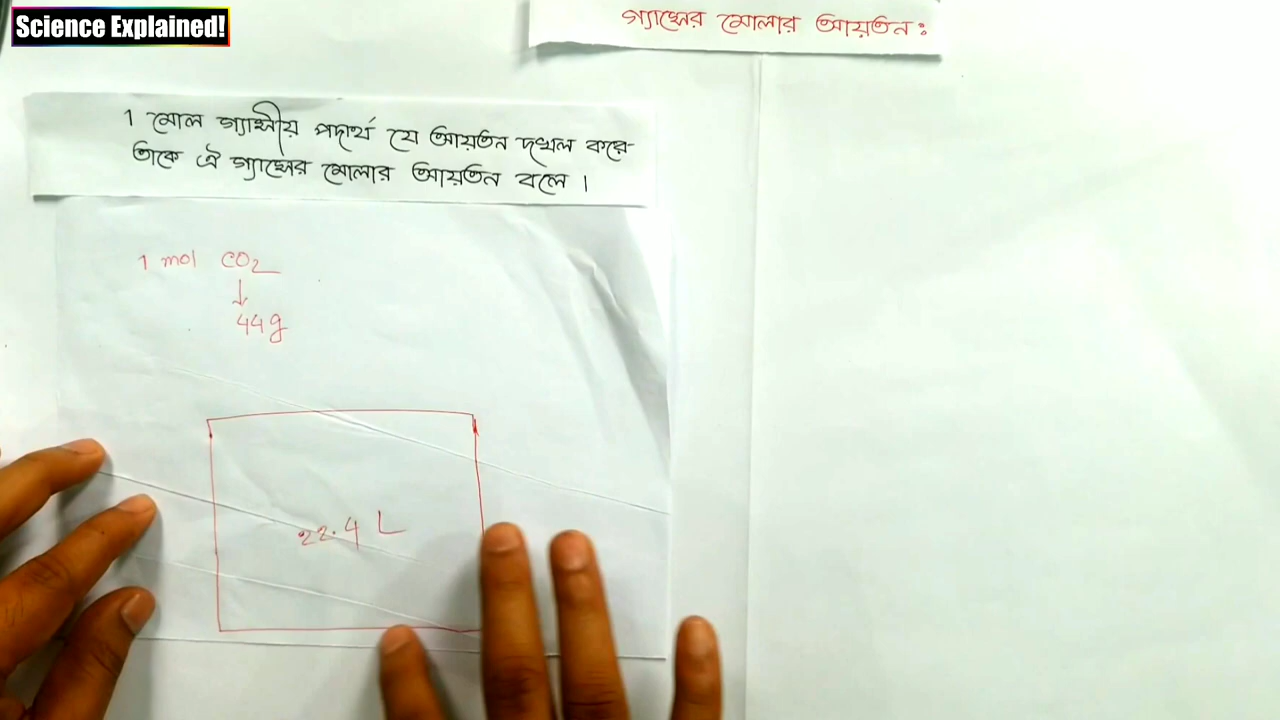 Science Explained!
গ্যাসের মোলার আয়তন:
1 মোল গ্যাসীয় পদার্থ যে আয়তন দখল করে
তাকে ঐ গ্যাসের মোলার আয়তন বলে।
1 mol CO2
↓
44g
22.4 L